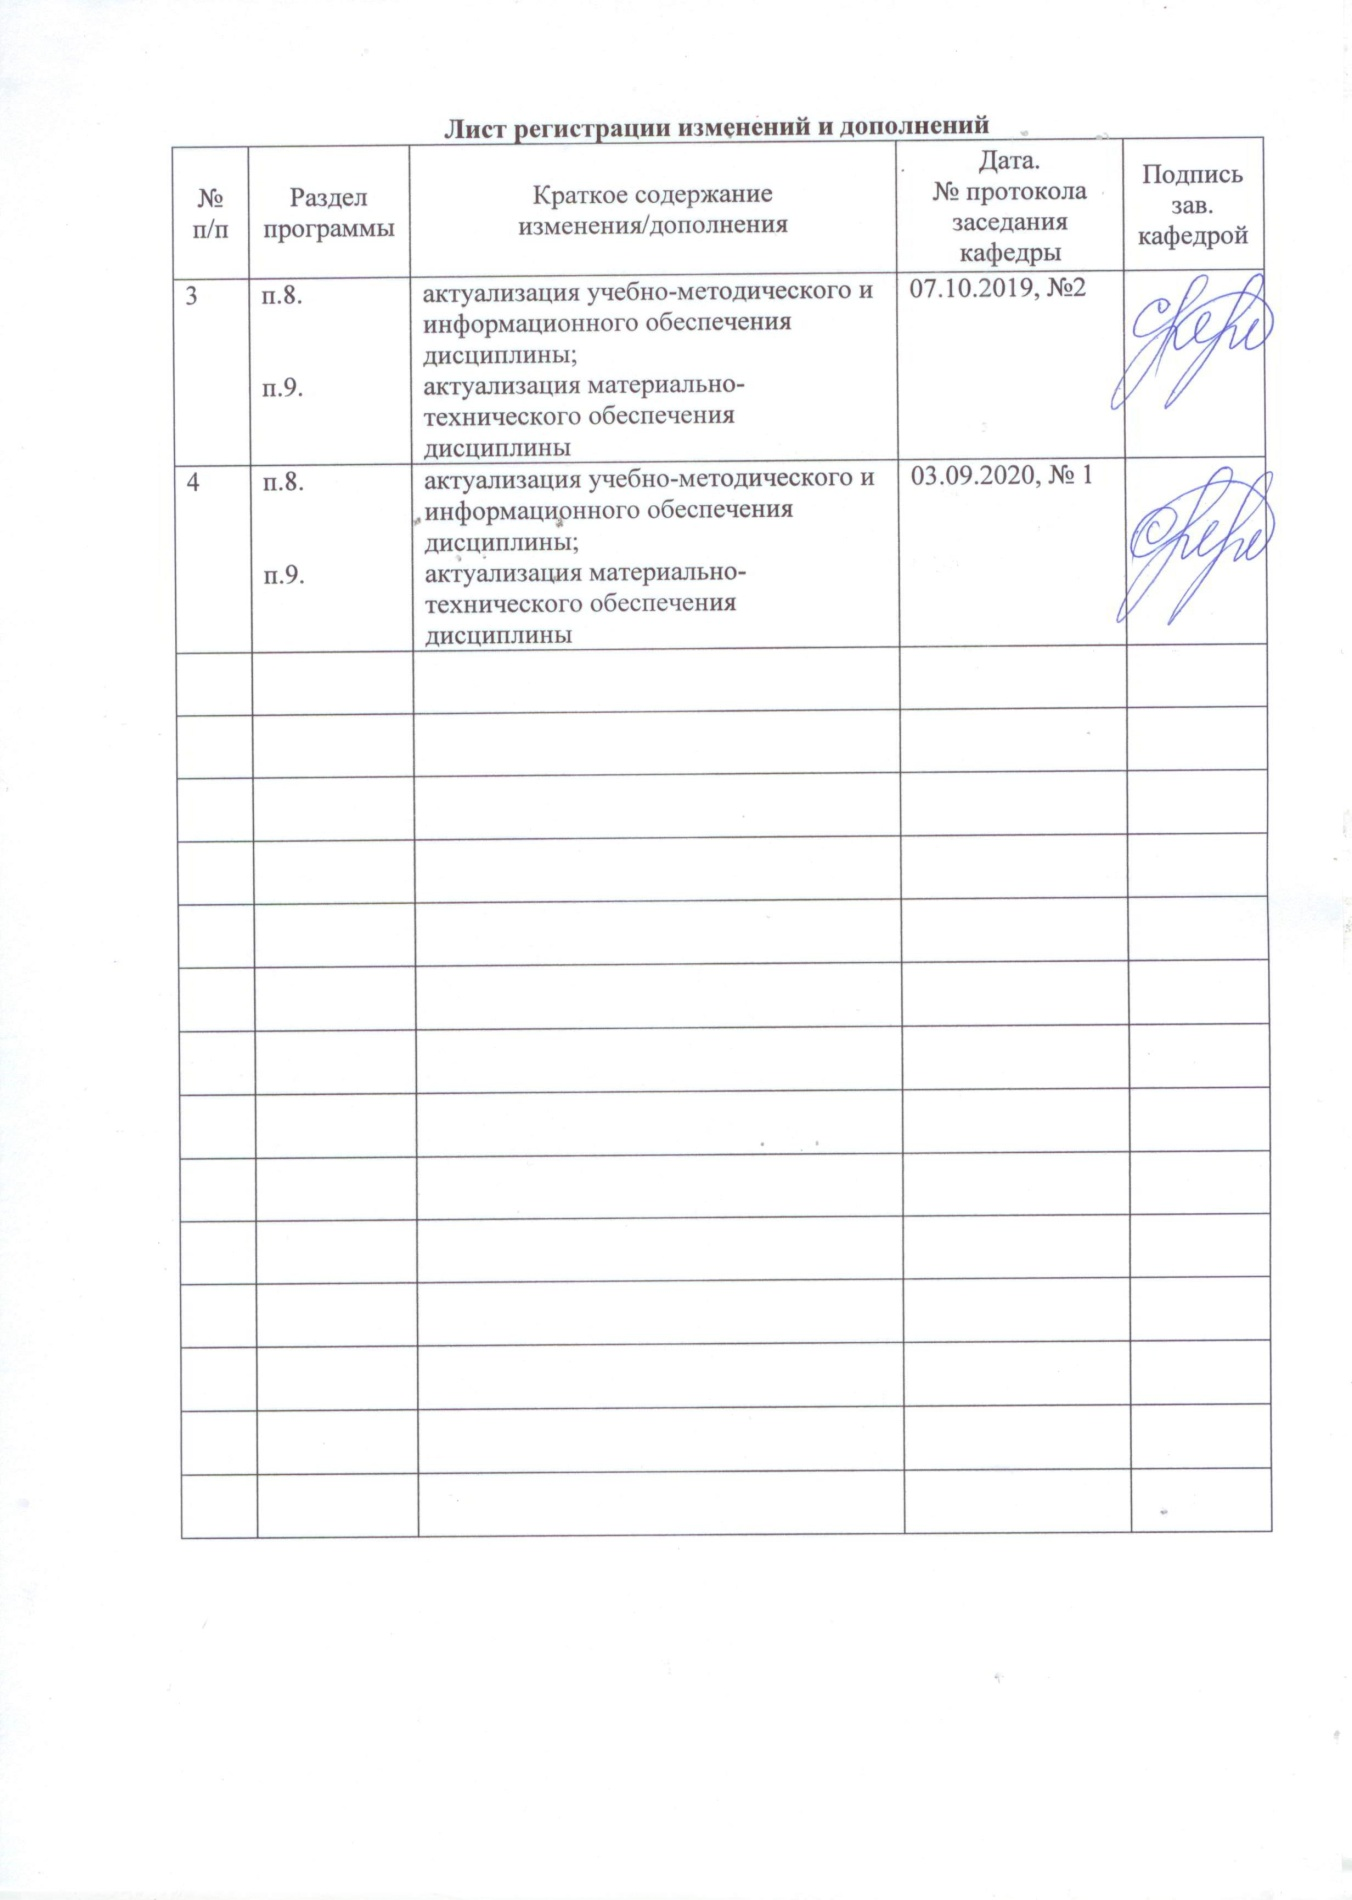 Лист регистрации изменений и дополнений
№
п/п
Раздел
программы
Краткое содержание
изменения/дополнения
Дата.
№ протокола
заседания
кафедры
Подпись
зав.
кафедрой
3
п.8.
п.9.
актуализация учебно-методического и
информационного обеспечения
дисциплины;
актуализация материально-
технического обеспечения
дисциплины
07.10.2019, №2
4
п.8.
п.9.
актуализация учебно-методического и
информационного обеспечения
дисциплины;
актуализация материально-
технического обеспечения
дисциплины
03.09.2020, № 1